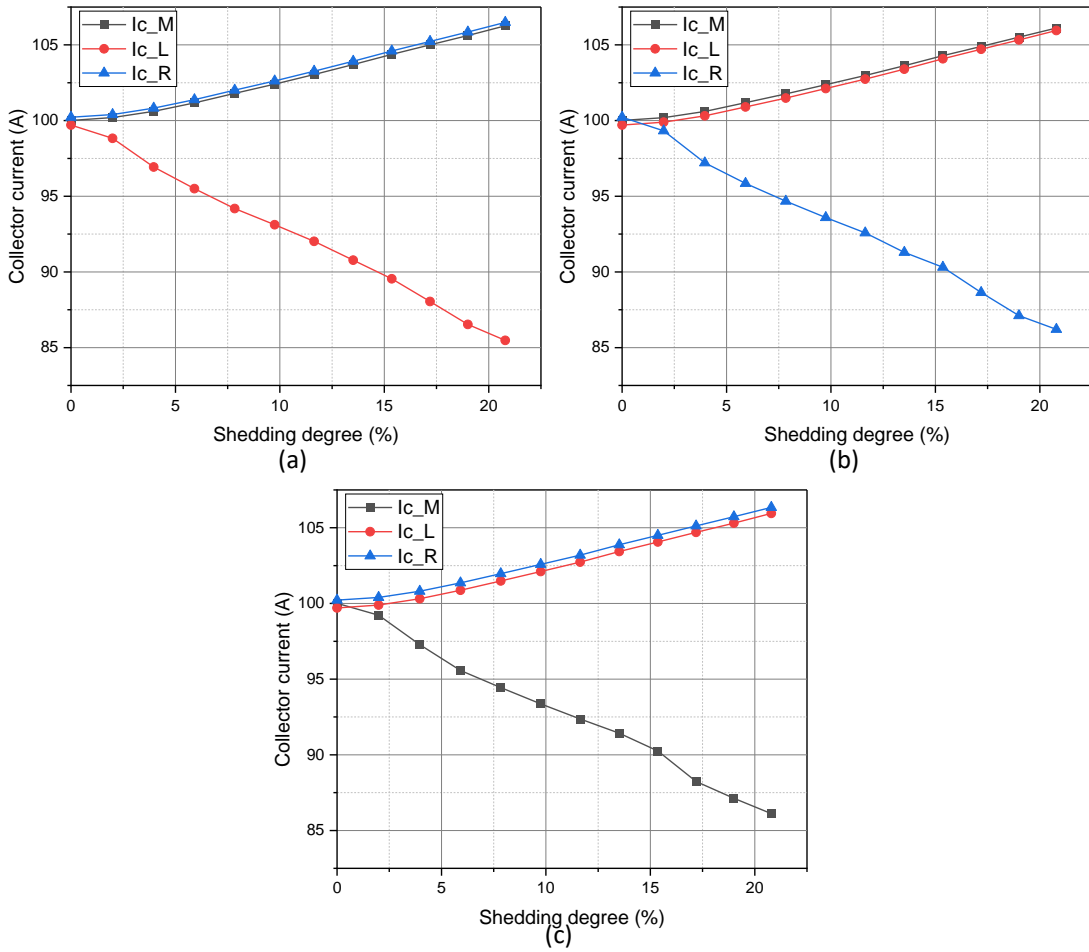 Ic_M
Ic_L
Ic_R
105
100
95
90
85
Collector current (A)
0 5 10 15 20
Shedding degree (%)
(a)
Ic_M
Ic_L
Ic_R
105
100
95
90
85
Collector current (A)
0 5 10 15 20
Shedding degree (%)
(b)
Ic_M
Ic_L
Ic_R
105
100
95
90
85
Collector current (A)
0 5 10 15 20
Shedding degree (%)
(c)